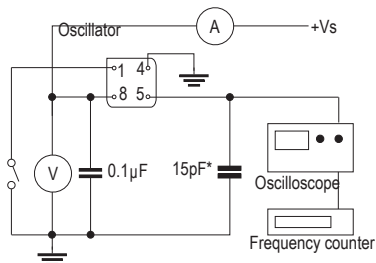 Oscillator
A
+Vs
1 4
8 5
V
0.1µF
15pF*
Oscilloscope
Frequency counter